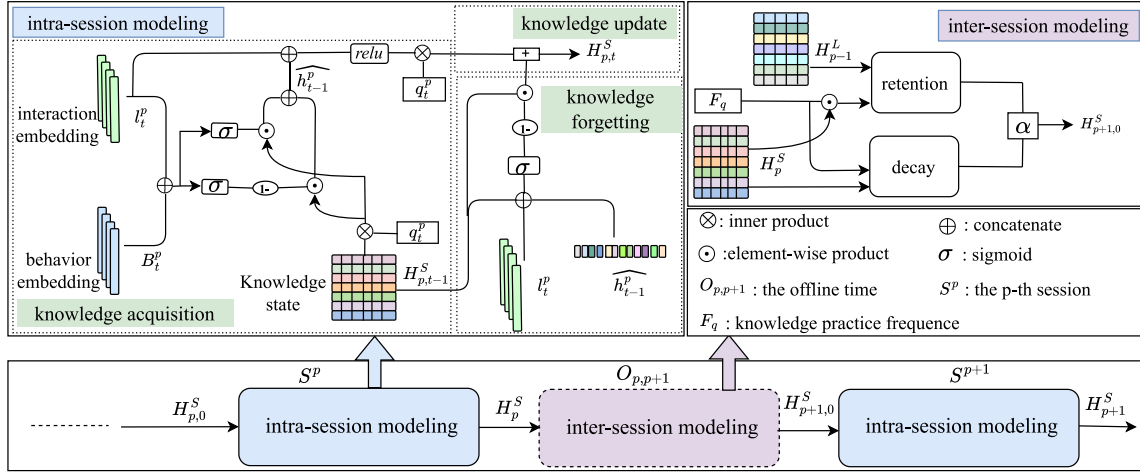 intra-session modeling
knowledge update
inter-session modeling
relu
+
H^S_{p,t}
q^p_t
\widehat{h^p_{t-1}}
interaction
embedding
l^p_t
σ
σ
1-
behavior
embedding
B^p_t
q^p_t
Knowledge
state
H^S_{p,t-1}
knowledge acquisition
knowledge
forgetting
1-
σ
l^p_t
\widehat{h^p_{t-1}}
H^L_{p-1}
F_q
H^S_p
retention
decay
α
H^S_{p+1,0}
⊗: inner product
⊕: concatenate
⊙:element-wise product
σ: sigmoid
O_{p,p+1} : the offline time
S^p: the p-th session
F_q : knowledge practice frequence
S^p
O_{p,p+1}
S^{p+1}
H^S_{p,0}
intra-session modeling
H^S_p
inter-session modeling
H^S_{p+1,0}
intra-session modeling
H^S_{p+1}